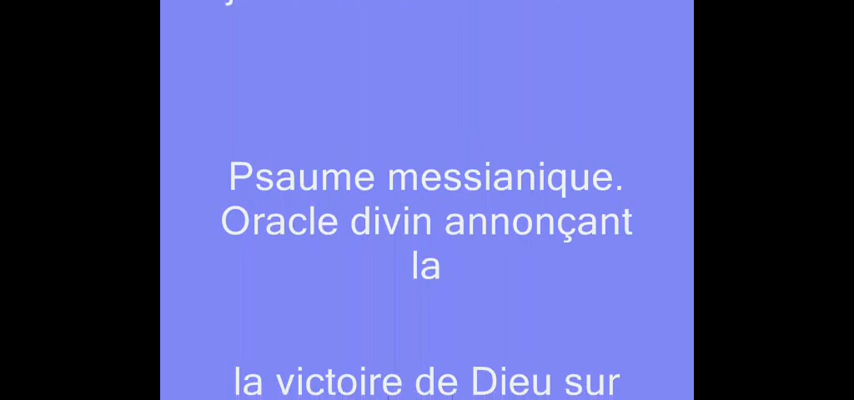 Psaume messianique.
Oracle divin annonçant
la
la victoire de Dieu sur